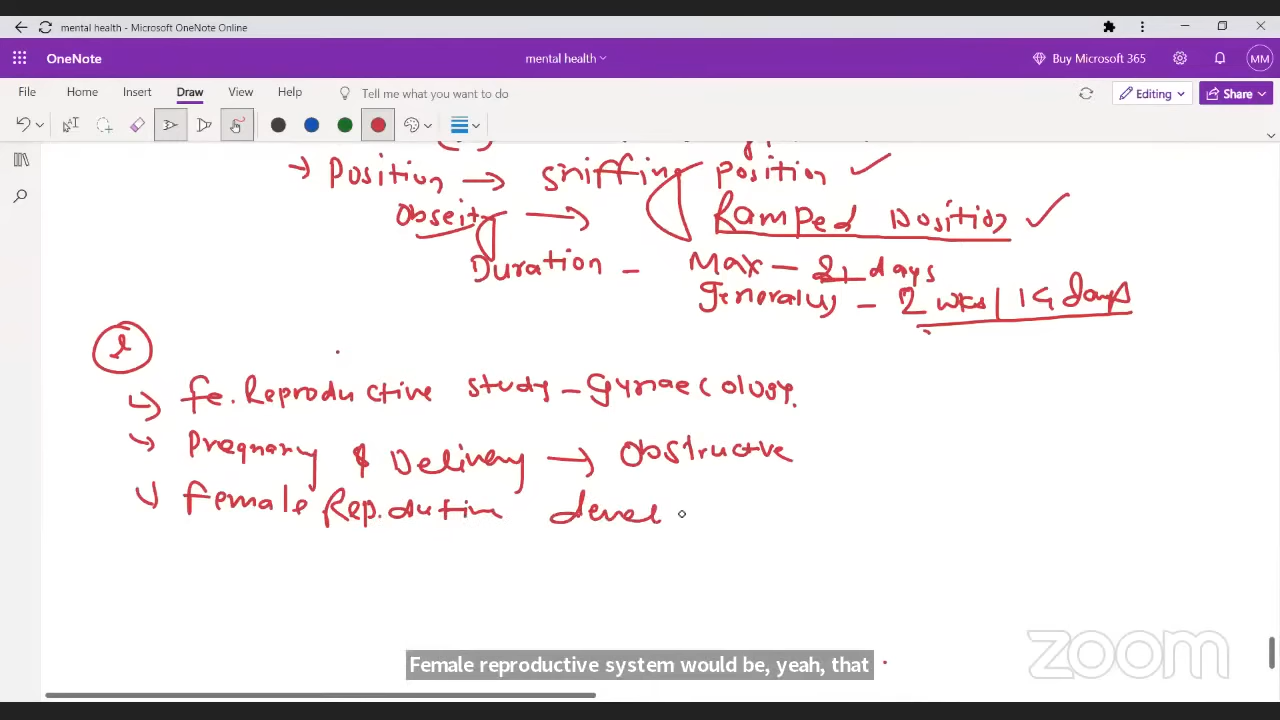 mental health - Microsoft OneNote Online
OneNote
mental health
Buy Microsoft 365
MM
File Home Insert Draw View Help Tell me what you want to do
Editing
Share
→ Position → sniffing position ✓
Obseity → Ramped Position ✓
Duration - Max - 21 days
generally - 2 wks / 14 days
→ fe. Reproductive study - Gynaecology.
→ Pregnancy & Delivery → Obstructive
→ female Rep.dutive devel
Female reproductive system would be, yeah, that
zoom